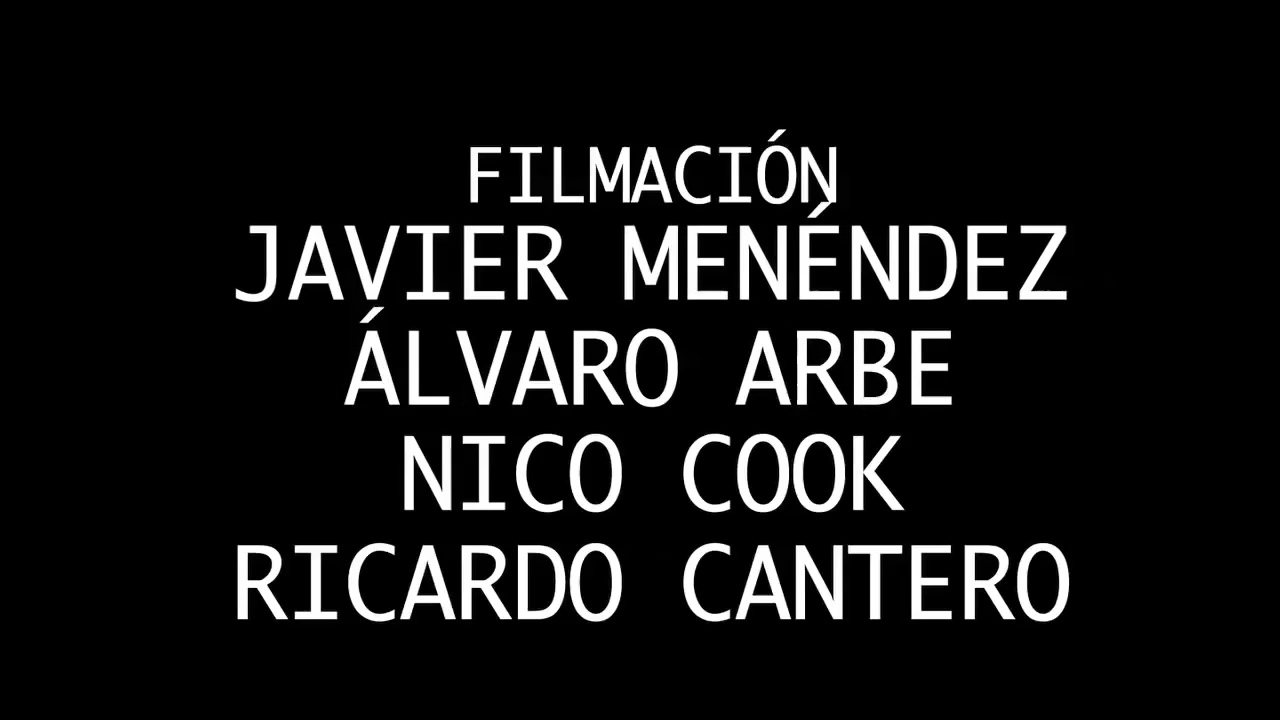 FILMACIÓN
JAVIER MENÉNDEZ
ÁLVARO ARBE
NICO COOK
RICARDO CANTERO